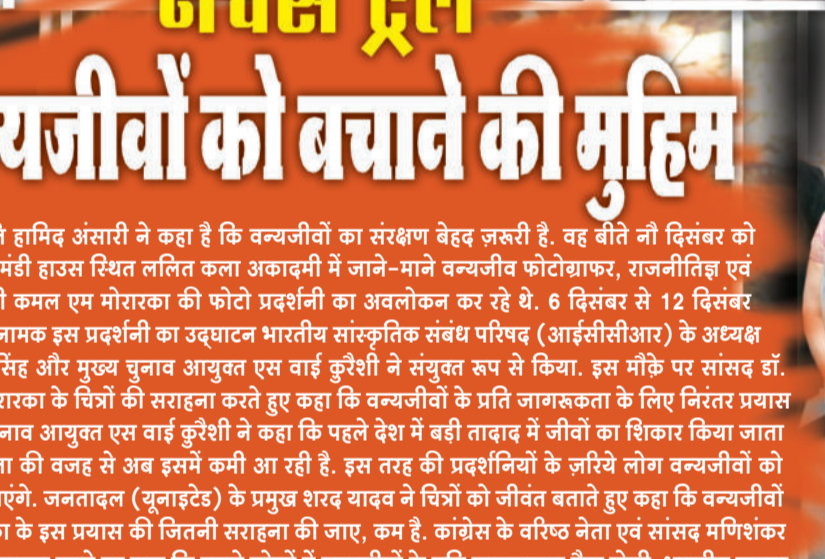 नेक्स्ट ट्रेल
न्यजीवों को बचाने की मुहिम
हामिद अंसारी ने कहा है कि वन्यजीवों का संरक्षण बेहद ज़रूरी है. वह बीते नौ दिसंबर को
मंडी हाउस स्थित ललित कला अकादमी में जाने-माने वन्यजीव फोटोग्राफर, राजनीतिज्ञ एवं
कमल एम मोरारका की फोटो प्रदर्शनी का अवलोकन कर रहे थे. 6 दिसंबर से 12 दिसंबर
नामक इस प्रदर्शनी का उद्घाटन भारतीय सांस्कृतिक संबंध परिषद (आईसीसीआर) के अध्यक्ष
सिंह और मुख्य चुनाव आयुक्त एस वाई क़ुरैशी ने संयुक्त रूप से किया. इस मौक़े पर सांसद डॉ.
रारका के चित्रों की सराहना करते हुए कहा कि वन्यजीवों के प्रति जागरूकता के लिए निरंतर प्रयास
नाव आयुक्त एस वाई क़ुरैशी ने कहा कि पहले देश में बड़ी तादाद में जीवों का शिकार किया जाता
की वजह से अब इसमें कमी आ रही है. इस तरह की प्रदर्शनियों के ज़रिये लोग वन्यजीवों को
एंगे. जनतादल (यूनाइटेड) के प्रमुख शरद यादव ने चित्रों को जीवंत बताते हुए कहा कि वन्यजीवों
के इस प्रयास की जितनी सराहना की जाए, कम है. कांग्रेस के वरिष्ठ नेता एवं सांसद मणिशंकर